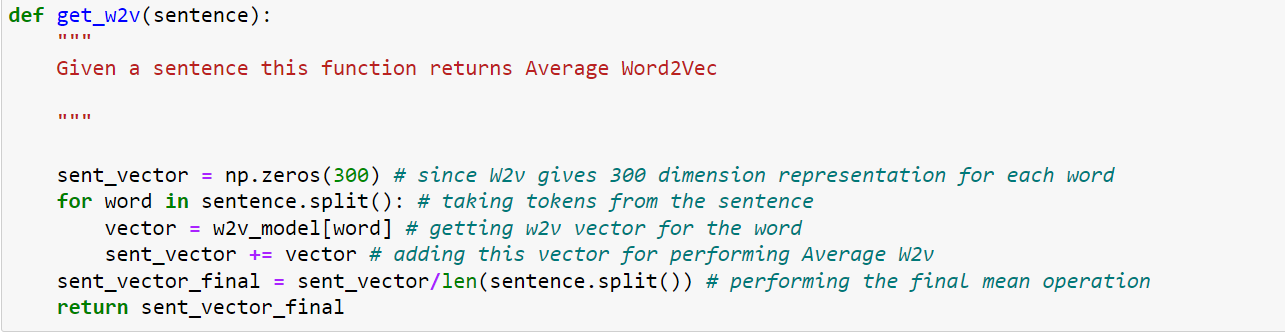 def get_w2v(sentence):
    """
    Given a sentence this function returns Average Word2Vec
    """
    sent_vector = np.zeros(300) # since W2v gives 300 dimension representation for each word
    for word in sentence.split(): # taking tokens from the sentence
        vector = w2v_model[word] # getting w2v vector for the word
        sent_vector += vector # adding this vector for performing Average W2v
    sent_vector_final = sent_vector/len(sentence.split()) # performing the final mean operation
    return sent_vector_final